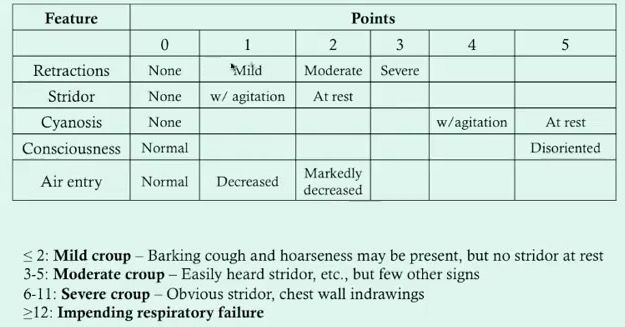 Feature Points
0 1 2 3 4 5
Retractions None Mild Moderate Severe
Stridor None w/ agitation At rest
Cyanosis None w/agitation At rest
Consciousness Normal Disoriented
Air entry Normal Decreased Markedly
decreased
≤ 2: Mild croup – Barking cough and hoarseness may be present, but no stridor at rest
3-5: Moderate croup – Easily heard stridor, etc., but few other signs
6-11: Severe croup – Obvious stridor, chest wall indrawings
≥12: Impending respiratory failure